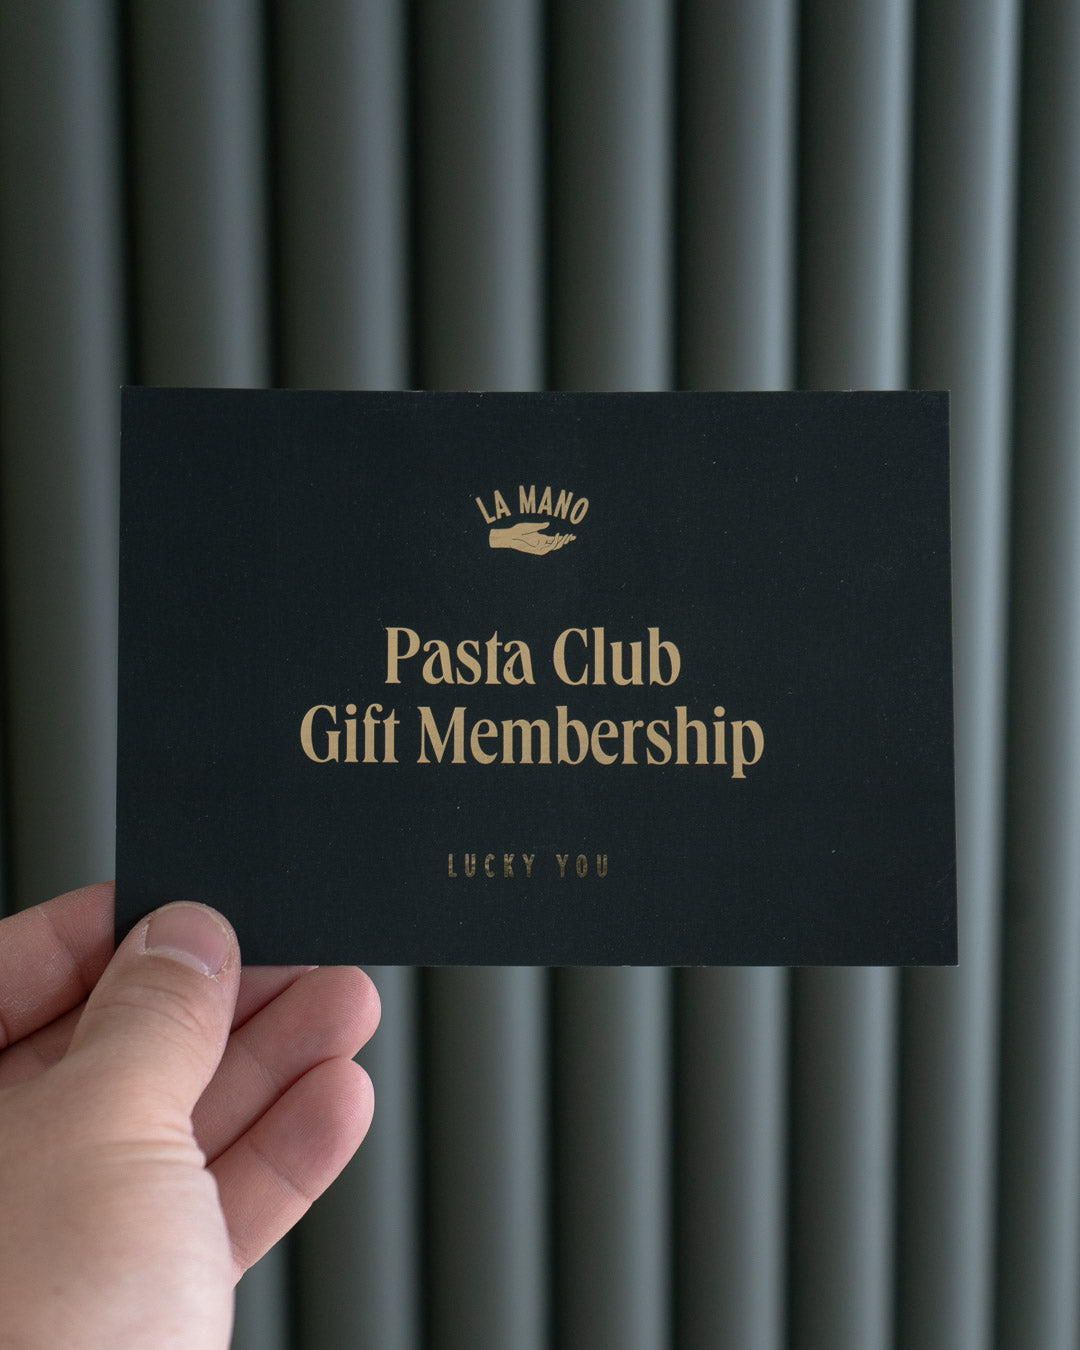 LA MANO
Pasta Club
Gift Membership
LUCKY YOU